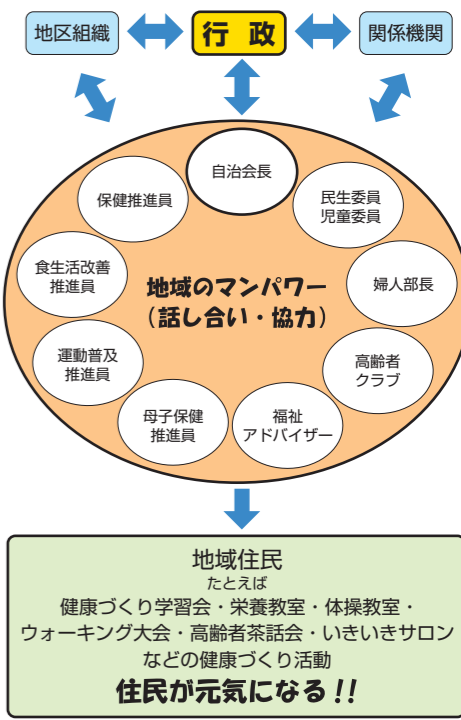 地区組織
行政
関係機関
自治会長
保健推進員
民生委員
児童委員
食生活改善
推進員
地域のマンパワー
(話し合い・協力)
婦人部長
運動普及
推進員
高齢者
クラブ
母子保健
推進員
福祉
アドバイザー
地域住民
たとえば
健康づくり学習会・栄養教室・体操教室・
ウォーキング大会・高齢者茶話会・いきいきサロン
などの健康づくり活動
住民が元気になる!!